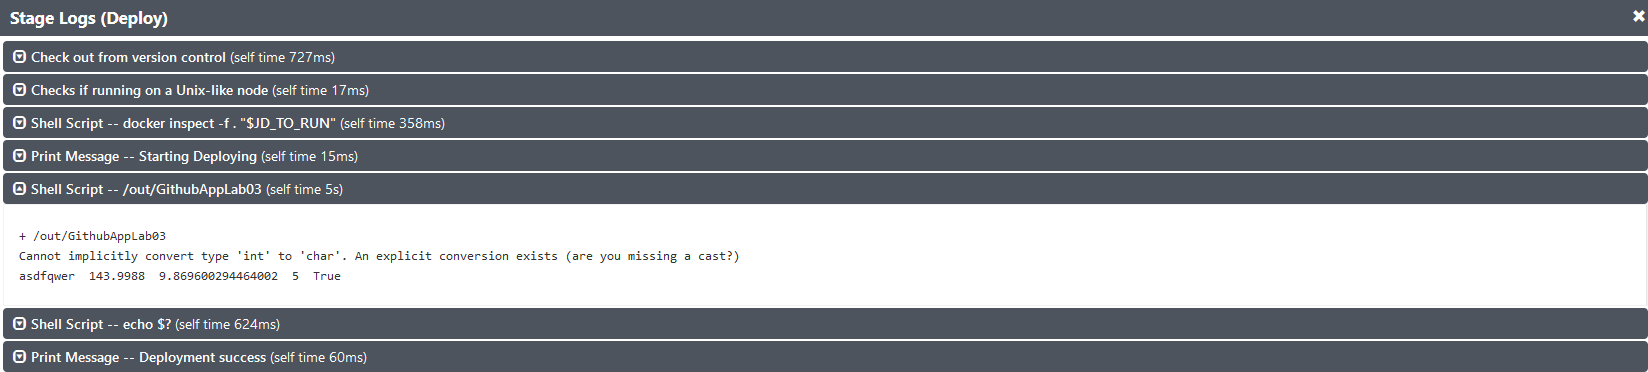 Stage Logs (Deploy)
Check out from version control (self time 727ms)
Checks if running on a Unix-like node (self time 17ms)
Shell Script -- docker inspect -f . "$JD_TO_RUN" (self time 358ms)
Print Message -- Starting Deploying (self time 15ms)
Shell Script -- /out/GithubAppLab03 (self time 5s)
+ /out/GithubAppLab03
Cannot implicitly convert type 'int' to 'char'. An explicit conversion exists (are you missing a cast?)
asdfqwer  143.9988  9.869600294464002  5  True
Shell Script -- echo $? (self time 624ms)
Print Message -- Deployment success (self time 60ms)